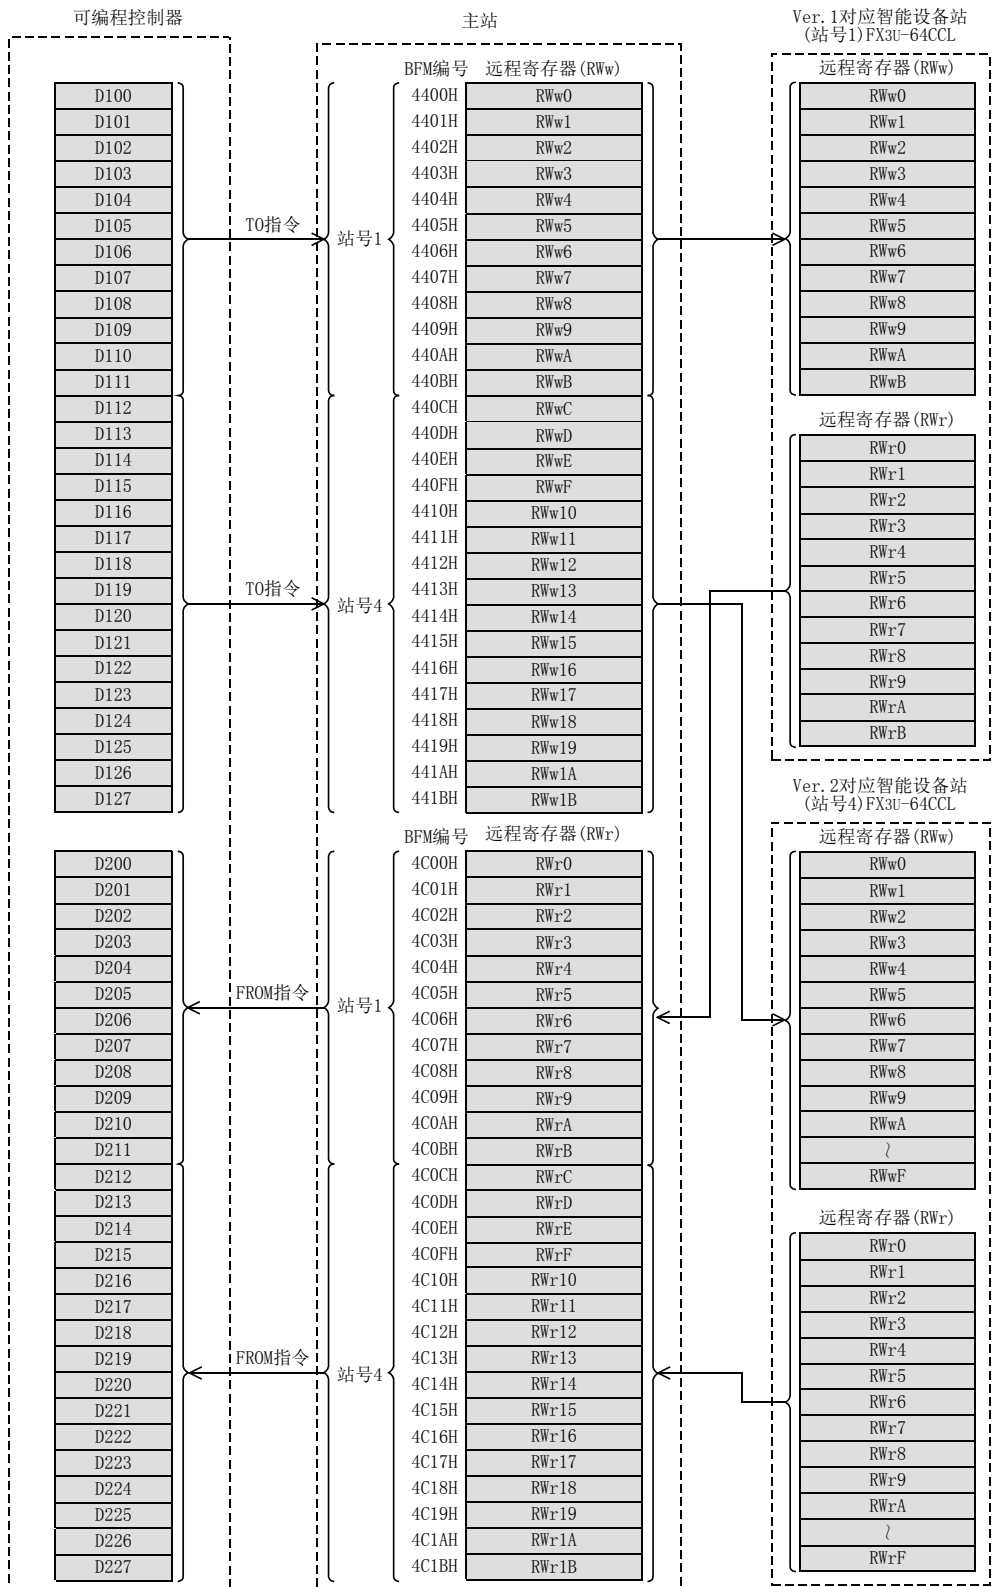 可编程控制器 主站 Ver.1对应智能设备站
(站号1)FX3U-64CCL
BFM编号 远程寄存器(RWw) 远程寄存器(RWw)
D100 4400H RWw0 RWw0
D101 4401H RWw1 RWw1
D102 4402H RWw2 RWw2
D103 4403H RWw3 RWw3
D104 4404H RWw4 RWw4
D105 TO指令 站号1 4405H RWw5 RWw5
D106 4406H RWw6 RWw6
D107 4407H RWw7 RWw7
D108 4408H RWw8 RWw8
D109 4409H RWw9 RWw9
D110 440AH RWwA RWwA
D111 440BH RWwB RWwB
D112 440CH RWwC 远程寄存器(RWr)
D113 440DH RWwD RWr0
D114 440EH RWwE RWr1
D115 440FH RWwF RWr2
D116 4410H RWw10 RWr3
D117 4411H RWw11 RWr4
D118 4412H RWw12 RWr5
D119 TO指令 站号4 4413H RWw13 RWr6
D120 4414H RWw14 RWr7
D121 4415H RWw15 RWr8
D122 4416H RWw16 RWr9
D123 4417H RWw17 RWrA
D124 4418H RWw18 RWrB
D125 4419H RWw19
D126 441AH RWw1A Ver.2对应智能设备站
D127 441BH RWw1B (站号4)FX3U-64CCL
BFM编号 远程寄存器(RWr) 远程寄存器(RWw)
D200 4C00H RWr0 RWw0
D201 4C01H RWr1 RWw1
D202 4C02H RWr2 RWw2
D203 4C03H RWr3 RWw3
D204 4C04H RWr4 RWw4
D205 FROM指令 站号1 4C05H RWr5 RWw5
D206 4C06H RWr6 RWw6
D207 4C07H RWr7 RWw7
D208 4C08H RWr8 RWw8
D209 4C09H RWr9 RWw9
D210 4C0AH RWrA RWwA
D211 4C0BH RWrB ~
D212 4C0CH RWrC RWwF
D213 4C0DH RWrD 远程寄存器(RWr)
D214 4C0EH RWrE RWr0
D215 4C0FH RWrF RWr1
D216 4C10H RWr10 RWr2
D217 4C11H RWr11 RWr3
D218 4C12H RWr12 RWr4
D219 FROM指令 站号4 4C13H RWr13 RWr5
D220 4C14H RWr14 RWr6
D221 4C15H RWr15 RWr7
D222 4C16H RWr16 RWr8
D223 4C17H RWr17 RWr9
D224 4C18H RWr18 RWrA
D225 4C19H RWr19 ~
D226 4C1AH RWr1A RWrF
D227 4C1BH RWr1B